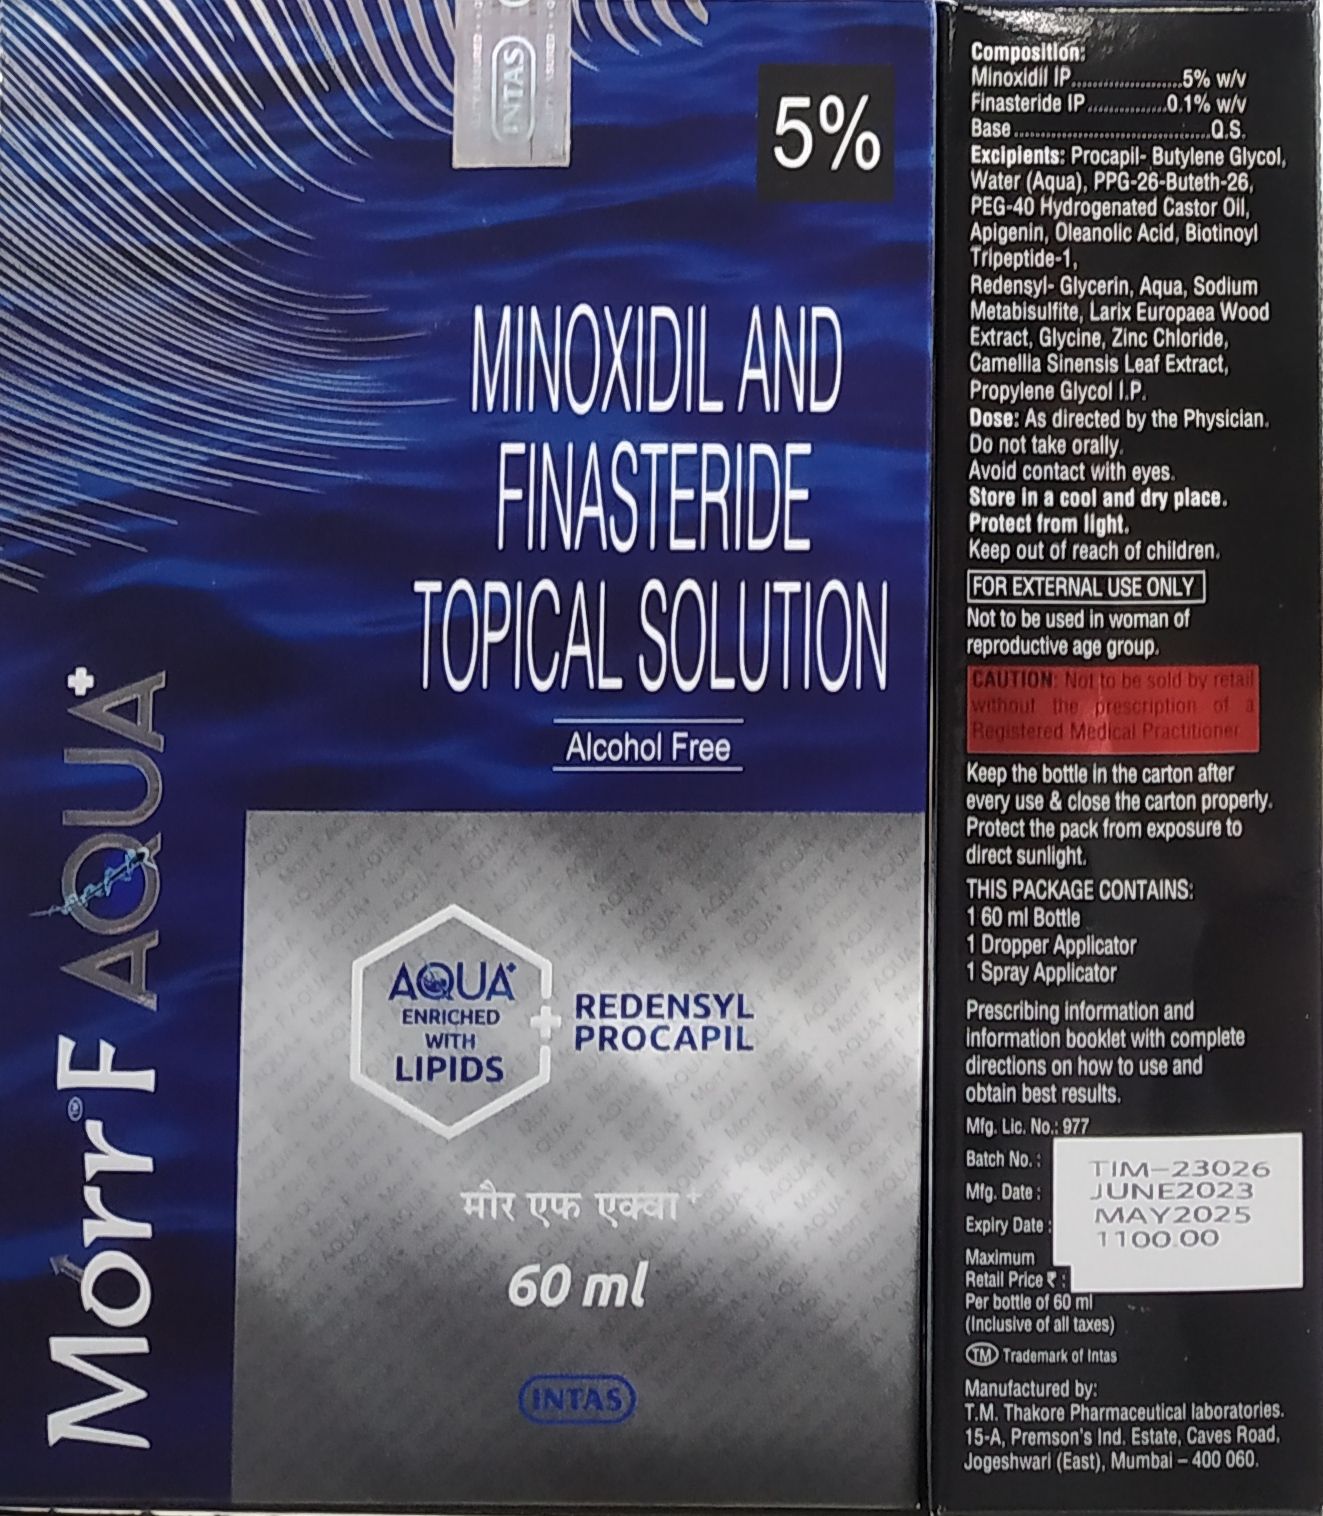 INTAS
5%
MINOXIDIL AND
FINASTERIDE
TOPICAL SOLUTION
Alcohol Free
Morr F AQUA+
AQUA+
ENRICHED
WITH
LIPIDS
+
REDENSYL
PROCAPIL
मौर एफ एक्वा+
60 ml
INTAS
Composition:
Minoxidil IP.....................5% w/v
Finasteride IP...............0.1% w/v
Base.....................................Q.S.
Excipients: Procapil- Butylene Glycol,
Water (Aqua), PPG-26-Buteth-26,
PEG-40 Hydrogenated Castor Oil,
Apigenin, Oleanolic Acid, Biotinoyl
Tripeptide-1,
Redensyl- Glycerin, Aqua, Sodium
Metabisulfite, Larix Europaea Wood
Extract, Glycine, Zinc Chloride,
Camellia Sinensis Leaf Extract,
Propylene Glycol I.P.
Dose: As directed by the Physician.
Do not take orally.
Avoid contact with eyes.
Store in a cool and dry place.
Protect from light.
Keep out of reach of children.
FOR EXTERNAL USE ONLY
Not to be used in woman of
reproductive age group.
CAUTION: Not to be sold by retail
without the prescription of a
Registered Medical Practitioner
Keep the bottle in the carton after
every use & close the carton properly.
Protect the pack from exposure to
direct sunlight.
THIS PACKAGE CONTAINS:
1 60 ml Bottle
1 Dropper Applicator
1 Spray Applicator
Prescribing information and
information booklet with complete
directions on how to use and
obtain best results.
Mfg. Lic. No.: 977
Batch No. : TIM-23026
Mfg. Date : JUNE2023
Expiry Date : MAY2025
Maximum
Retail Price ₹ : 1100.00
Per bottle of 60 ml
(Inclusive of all taxes)
TM Trademark of Intas
Manufactured by:
T.M. Thakore Pharmaceutical laboratories.
15-A, Premson's Ind. Estate, Caves Road,
Jogeshwari (East), Mumbai – 400 060.